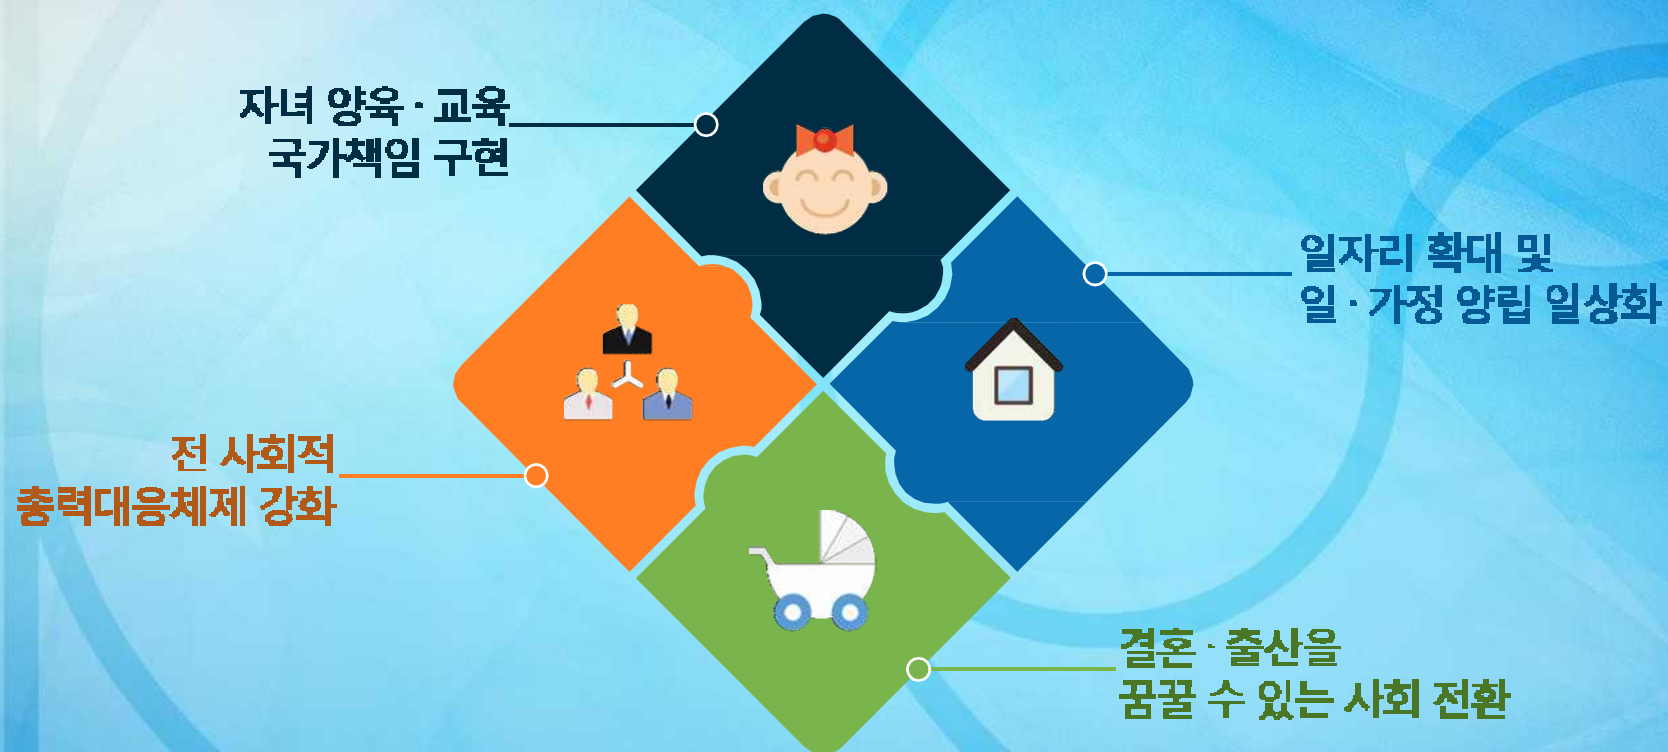 자녀 양육 · 교육
국가책임 구현
일자리 확대 및
일 · 가정 양립 일상화
전 사회적
총력대응체제 강화
결혼 · 출산을
꿈꿀 수 있는 사회 전환